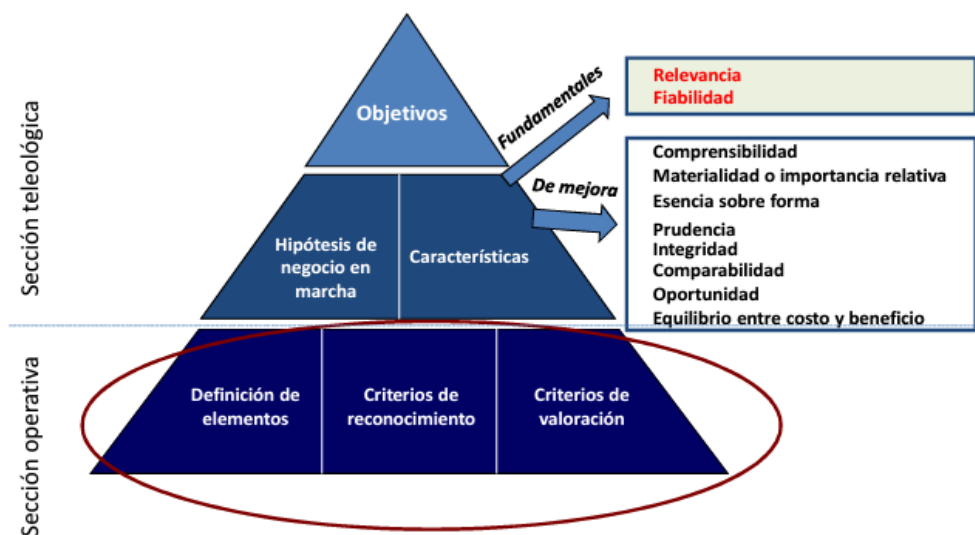 Sección teleológica
Objetivos
Fundamentales
Relevancia
Fiabilidad
De mejora
Comprensibilidad
Materialidad o importancia relativa
Esencia sobre forma
Prudencia
Integridad
Comparabilidad
Oportunidad
Equilibrio entre costo y beneficio
Hipótesis de
negocio en
marcha
Características
Sección operativa
Definición de
elementos
Criterios de
reconocimiento
Criterios de
valoración